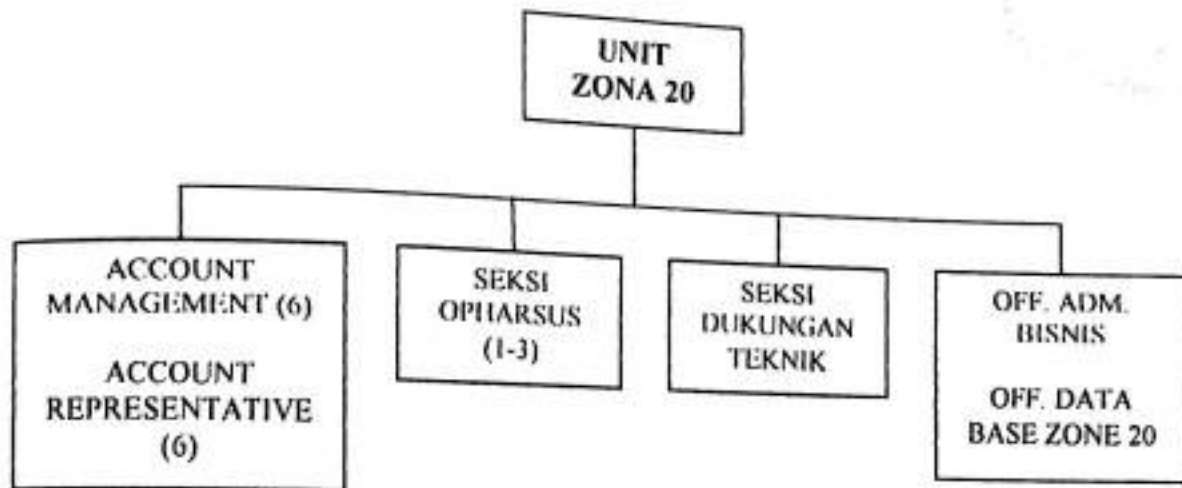 UNIT
ZONA 20
ACCOUNT
MANAGEMENT (6)
ACCOUNT
REPRESENTATIVE
(6)
SEKSI
OPHARSUS
(1-3)
SEKSI
DUKUNGAN
TEKNIK
OFF. ADM.
BISNIS
OFF. DATA
BASE ZONE 20